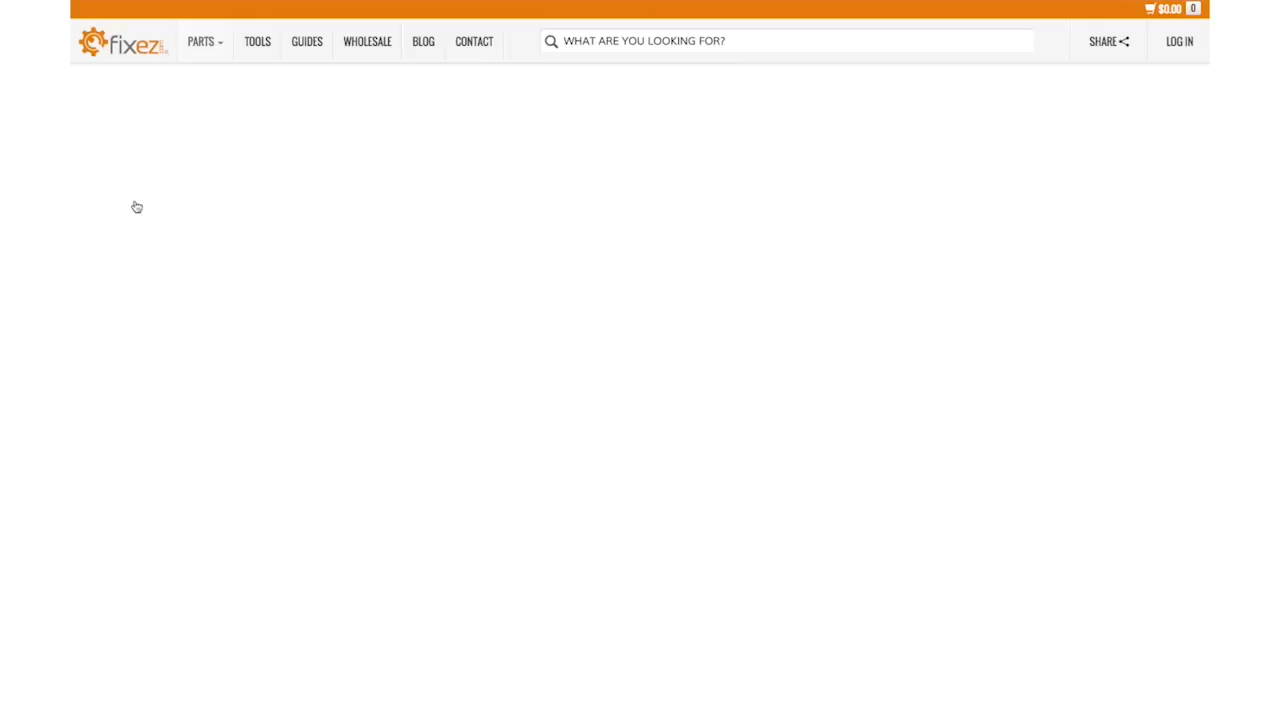 $0.00 0
fixez
PARTS TOOLS GUIDES WHOLESALE BLOG CONTACT WHAT ARE YOU LOOKING FOR? SHARE LOG IN